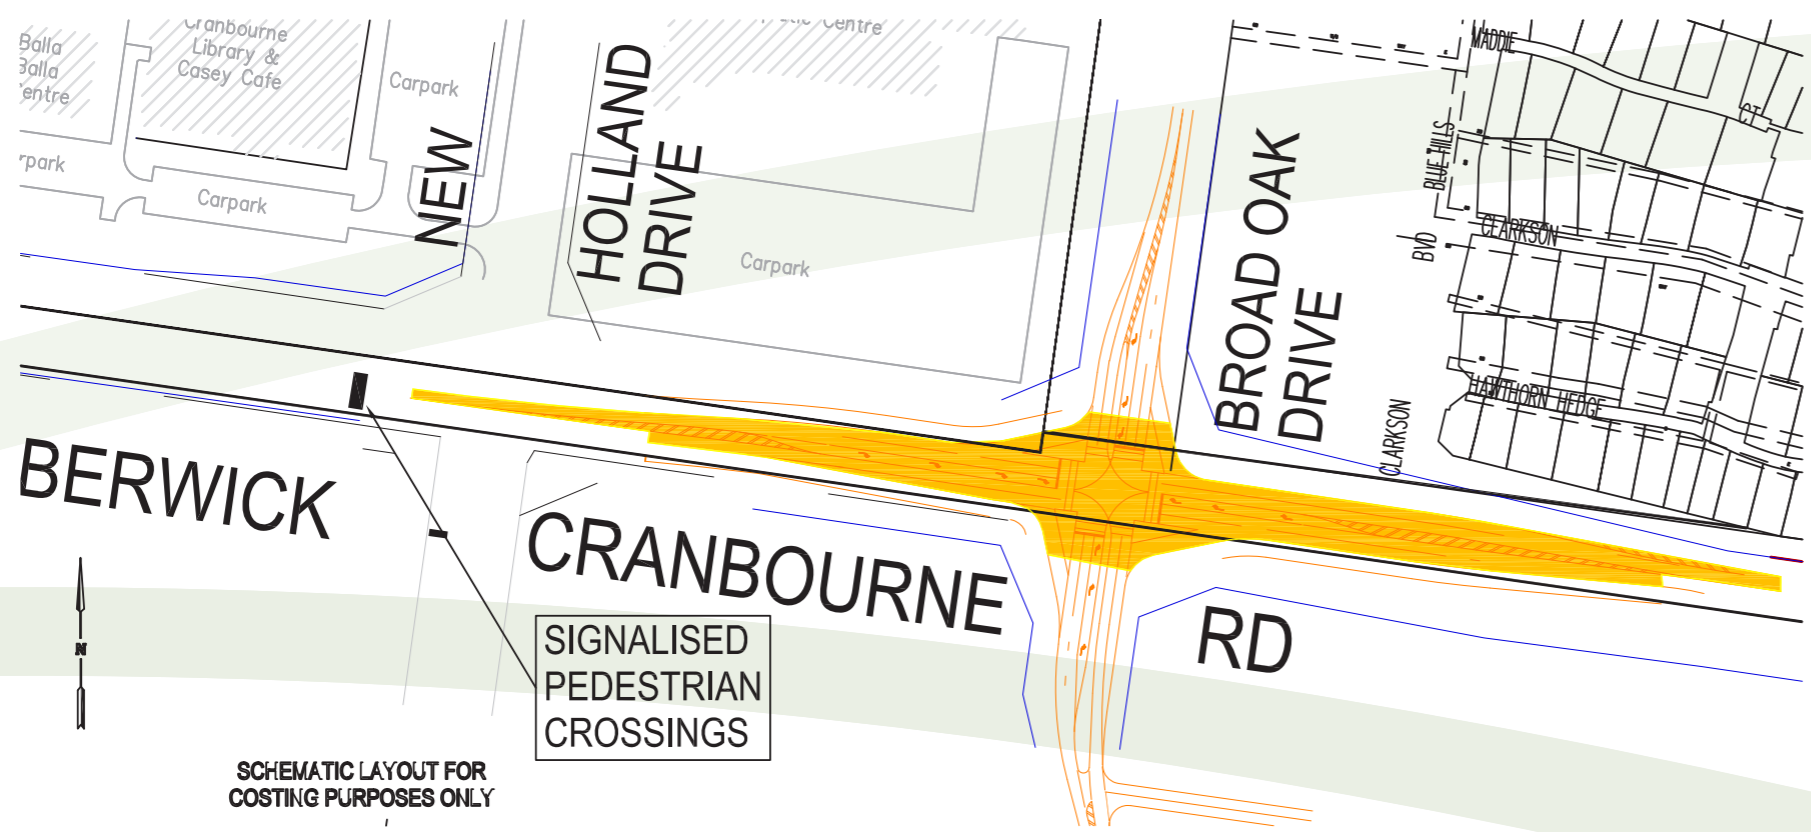 Cranbourne
Library &
Casey Cafe
Balla
Balla
Carpark
Centre
Carpark
Carpark
NEW
HOLLAND
DRIVE
BROAD OAK
DRIVE
MADDIE
CT
BLUE HILLS
BVD
CLARKSON
HAWTHORN HEDGE
CLARKSON
BERWICK
CRANBOURNE
RD
SIGNALISED
PEDESTRIAN
CROSSINGS
N
SCHEMATIC LAYOUT FOR
COSTING PURPOSES ONLY